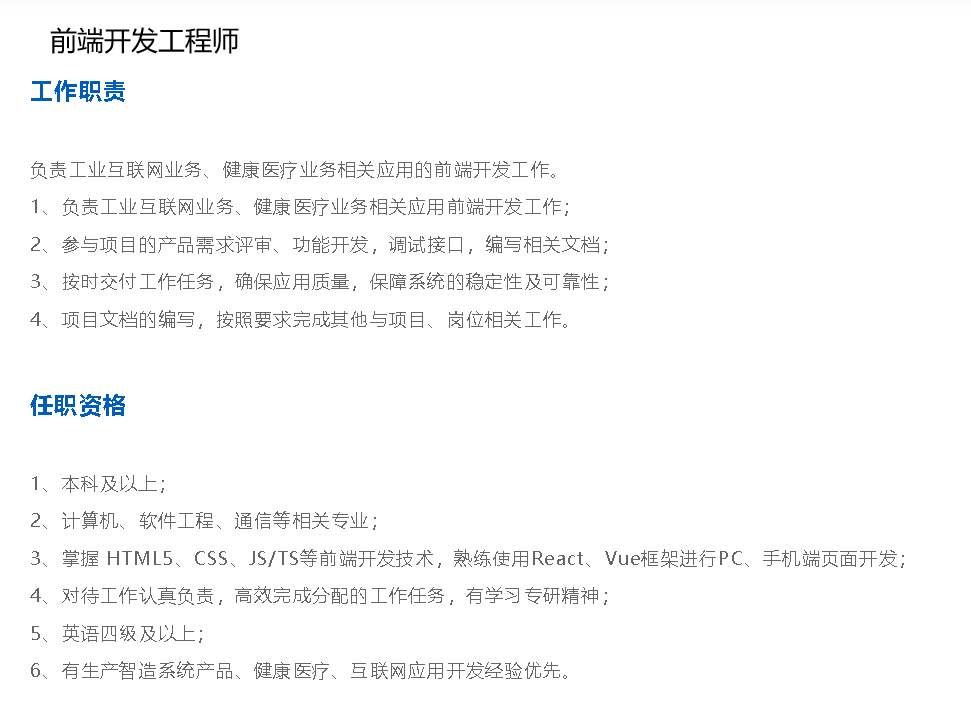 前端开发工程师
工作职责
负责工业互联网业务、健康医疗业务相关应用的前端开发工作。
1、负责工业互联网业务、健康医疗业务相关应用前端开发工作；
2、参与项目的产品需求评审、功能开发，调试接口，编写相关文档；
3、按时交付工作任务，确保应用质量，保障系统的稳定性及可靠性；
4、项目文档的编写，按照要求完成其他与项目、岗位相关工作。
任职资格
1、本科及以上；
2、计算机、软件工程、通信等相关专业；
3、掌握 HTML5、CSS、JS/TS等前端开发技术，熟练使用React、Vue框架进行PC、手机端页面开发；
4、对待工作认真负责，高效完成分配的工作任务，有学习专研精神；
5、英语四级及以上；
6、有生产智造系统产品、健康医疗、互联网应用开发经验优先。